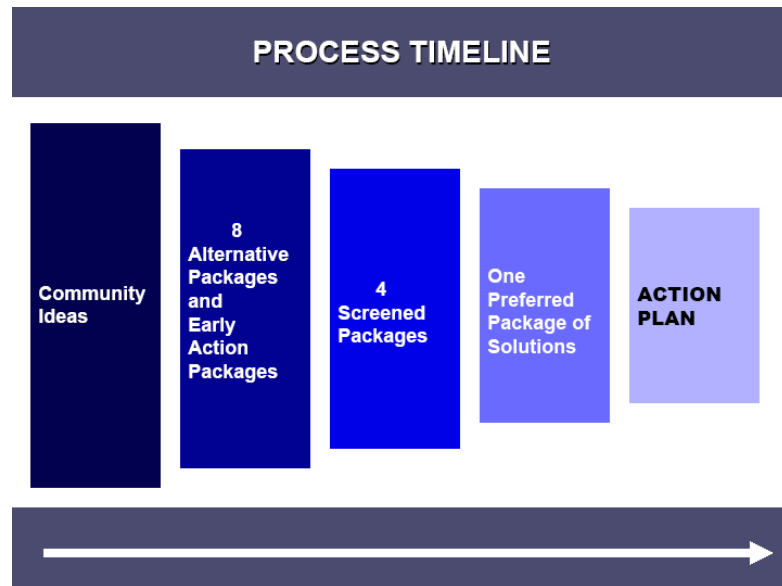 PROCESS TIMELINE
Community
Ideas
8
Alternative
Packages
and
Early
Action
Packages
4
Screened
Packages
One
Preferred
Package of
Solutions
ACTION
PLAN